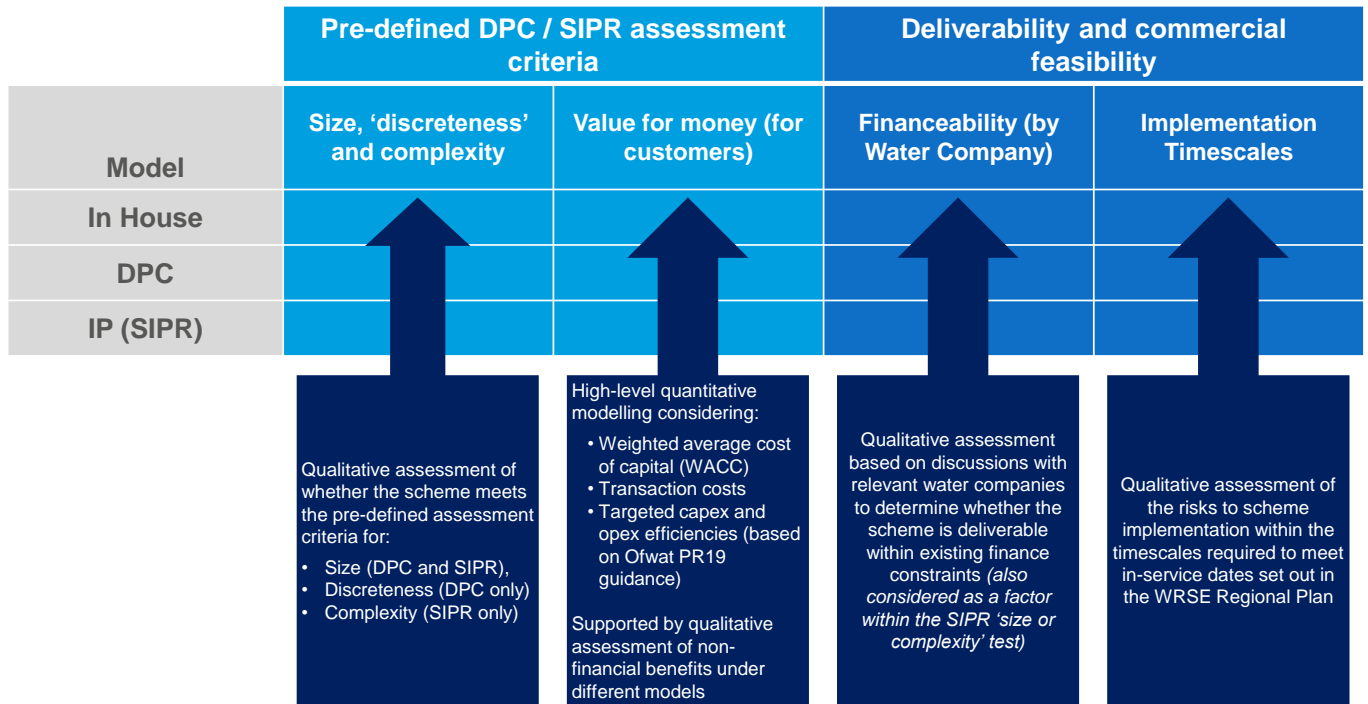 Pre-defined DPC / SIPR assessment
criteria
Deliverability and commercial
feasibility
Model
Size, ‘discreteness’
and complexity
Value for money (for
customers)
Financeability (by
Water Company)
Implementation
Timescales
In House
DPC
IP (SIPR)
Qualitative assessment of
whether the scheme meets
the pre-defined assessment
criteria for:
• Size (DPC and SIPR),
• Discreteness (DPC only)
• Complexity (SIPR only)
High-level quantitative
modelling considering:
• Weighted average cost
of capital (WACC)
• Transaction costs
• Targeted capex and
opex efficiencies (based
on Ofwat PR19
guidance)
Supported by qualitative
assessment of non-
financial benefits under
different models
Qualitative assessment
based on discussions with
relevant water companies
to determine whether the
scheme is deliverable
within existing finance
constraints (also
considered as a factor
within the SIPR ‘size or
complexity’ test)
Qualitative assessment of
the risks to scheme
implementation within the
timescales required to meet
in-service dates set out in
the WRSE Regional Plan